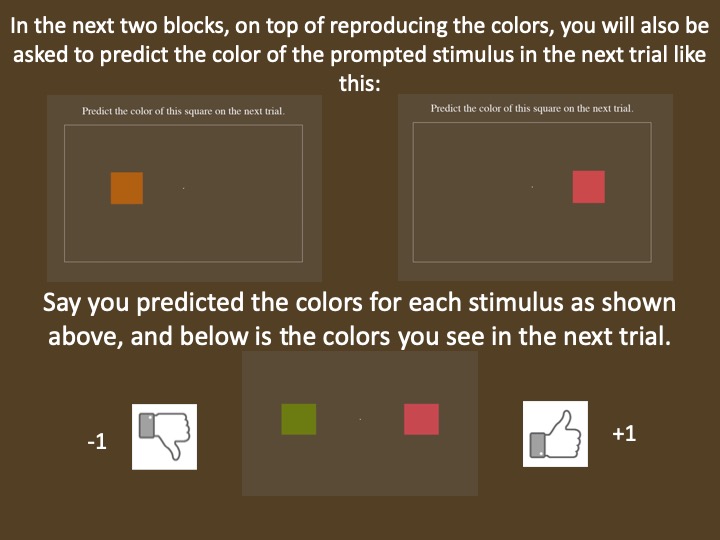 In the next two blocks, on top of reproducing the colors, you will also be
asked to predict the color of the prompted stimulus in the next trial like
this:
Predict the color of this square on the next trial.
Predict the color of this square on the next trial.
Say you predicted the colors for each stimulus as shown
above, and below is the colors you see in the next trial.
-1
+1